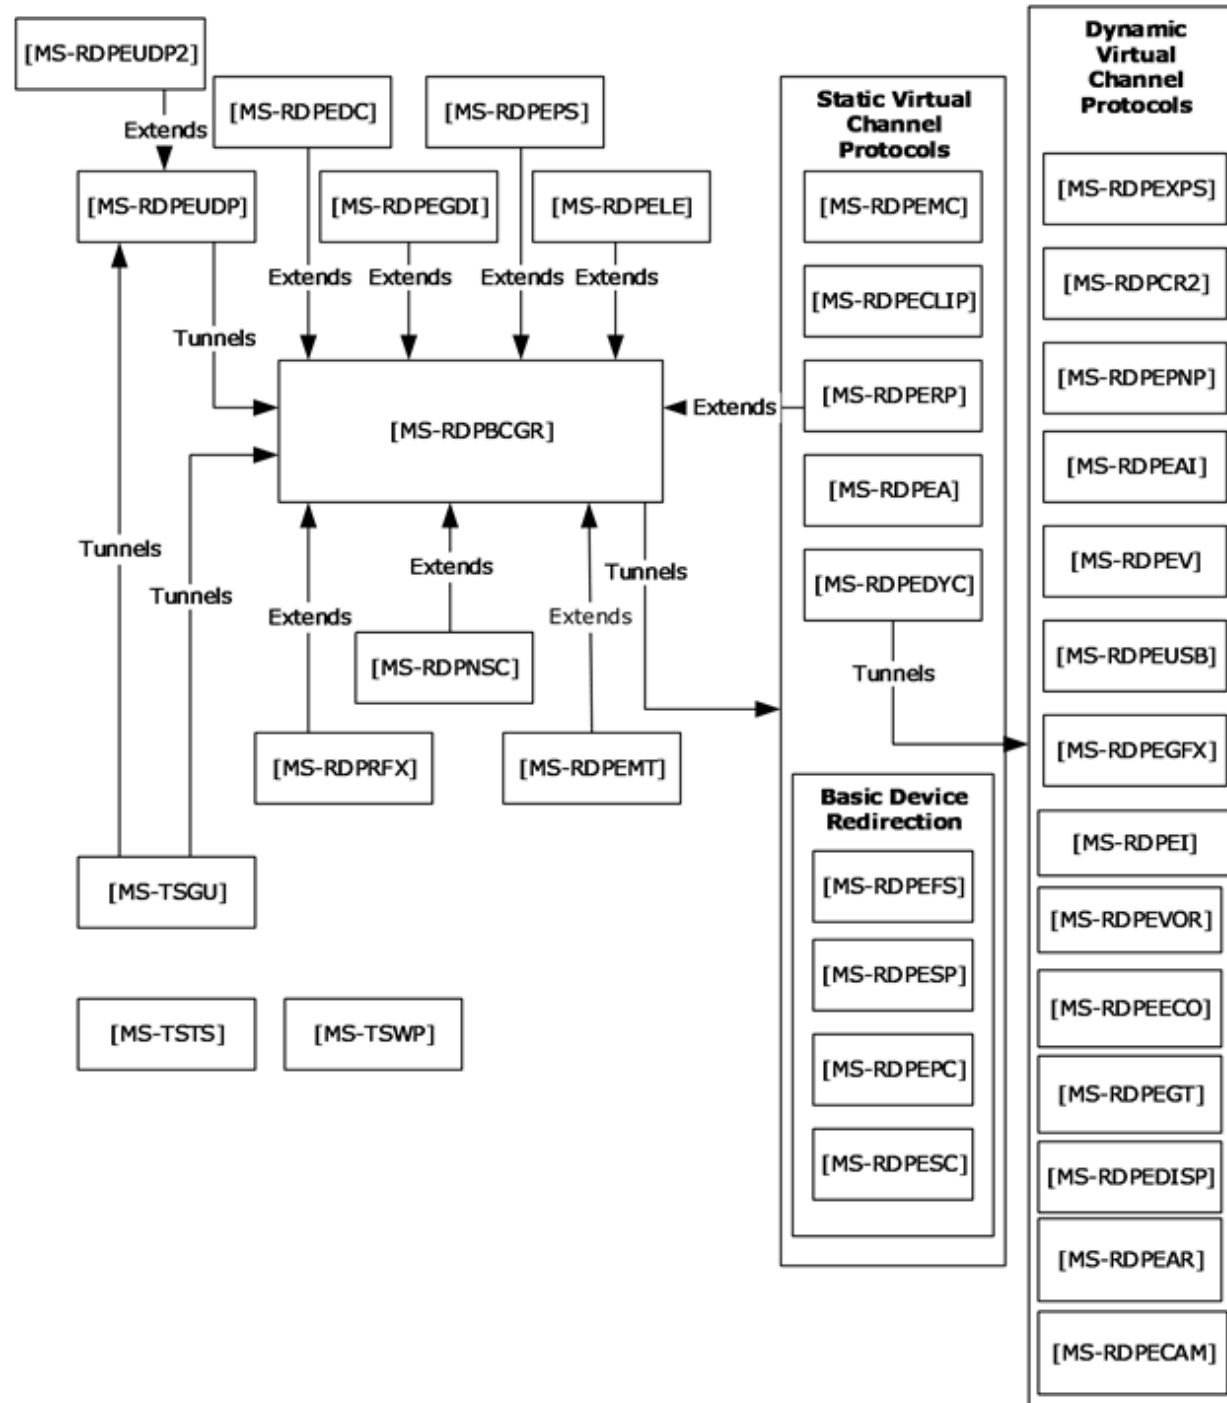 [MS-RDPEUDP2]
Extends
[MS-RDPEUDP]
[MS-RDPEDC]
[MS-RDPEPS]
[MS-RDPEGDI]
[MS-RDPELE]
Extends
Extends
Extends
Extends
Tunnels
[MS-RDPBCGR]
Extends
Tunnels
Tunnels
Extends
Extends
Extends
Tunnels
[MS-RDPNSC]
[MS-RDPRFX]
[MS-RDPEMT]
[MS-TSGU]
[MS-TSTS]
[MS-TSWP]
Static Virtual
Channel
Protocols
[MS-RDPEMC]
[MS-RDPECLIP]
[MS-RDPERP]
[MS-RDPEA]
[MS-RDPEDYC]
Tunnels
Basic Device
Redirection
[MS-RDPEFS]
[MS-RDPESP]
[MS-RDPEPC]
[MS-RDPESC]
Dynamic
Virtual
Channel
Protocols
[MS-RDPEXPS]
[MS-RDPCR2]
[MS-RDPEPNP]
[MS-RDPEAI]
[MS-RDPEV]
[MS-RDPEUSB]
[MS-RDPEGFX]
[MS-RDPEI]
[MS-RDPEVOR]
[MS-RDPEECO]
[MS-RDPEGT]
[MS-RDPEDISP]
[MS-RDPEAR]
[MS-RDPECAM]